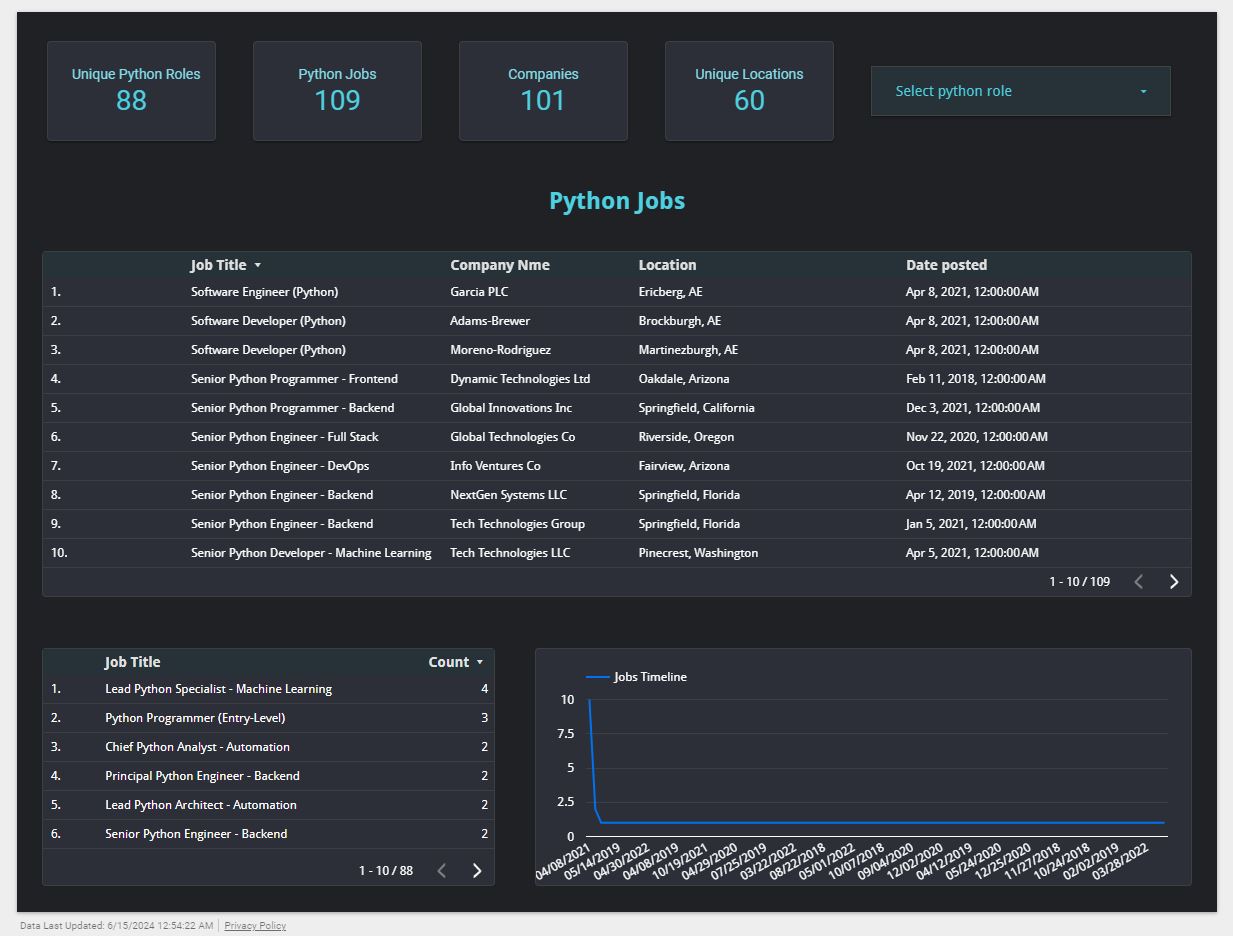 Unique Python Roles
88
Python Jobs
109
Companies
101
Unique Locations
60
Select python role
Python Jobs
Job Title Company Nme Location Date posted
1. Software Engineer (Python) Garcia PLC Ericberg, AE Apr 8, 2021, 12:00:00 AM
2. Software Developer (Python) Adams-Brewer Brockburgh, AE Apr 8, 2021, 12:00:00 AM
3. Software Developer (Python) Moreno-Rodriguez Martinezburgh, AE Apr 8, 2021, 12:00:00 AM
4. Senior Python Programmer - Frontend Dynamic Technologies Ltd Oakdale, Arizona Feb 11, 2018, 12:00:00 AM
5. Senior Python Programmer - Backend Global Innovations Inc Springfield, California Dec 3, 2021, 12:00:00 AM
6. Senior Python Engineer - Full Stack Global Technologies Co Riverside, Oregon Nov 22, 2020, 12:00:00 AM
7. Senior Python Engineer - DevOps Info Ventures Co Fairview, Arizona Oct 19, 2021, 12:00:00 AM
8. Senior Python Engineer - Backend NextGen Systems LLC Springfield, Florida Apr 12, 2019, 12:00:00 AM
9. Senior Python Engineer - Backend Tech Technologies Group Springfield, Florida Jan 5, 2021, 12:00:00 AM
10. Senior Python Developer - Machine Learning Tech Technologies LLC Pinecrest, Washington Apr 5, 2021, 12:00:00 AM
1 - 10 / 109
Job Title Count
1. Lead Python Specialist - Machine Learning 4
2. Python Programmer (Entry-Level) 3
3. Chief Python Analyst - Automation 2
4. Principal Python Engineer - Backend 2
5. Lead Python Architect - Automation 2
6. Senior Python Engineer - Backend 2
1 - 10 / 88
Jobs Timeline
10
7.5
5
2.5
0
04/08/2021 05/14/2019 04/30/2022 04/08/2019 10/19/2021 04/29/2020 07/25/2019 03/22/2022 08/22/2018 05/01/2022 10/07/2018 09/04/2020 12/02/2020 04/12/2019 05/24/2020 12/25/2020 11/27/2018 10/24/2018 02/02/2019 03/28/2022
Data Last Updated: 6/15/2024 12:54:22 AM Privacy Policy